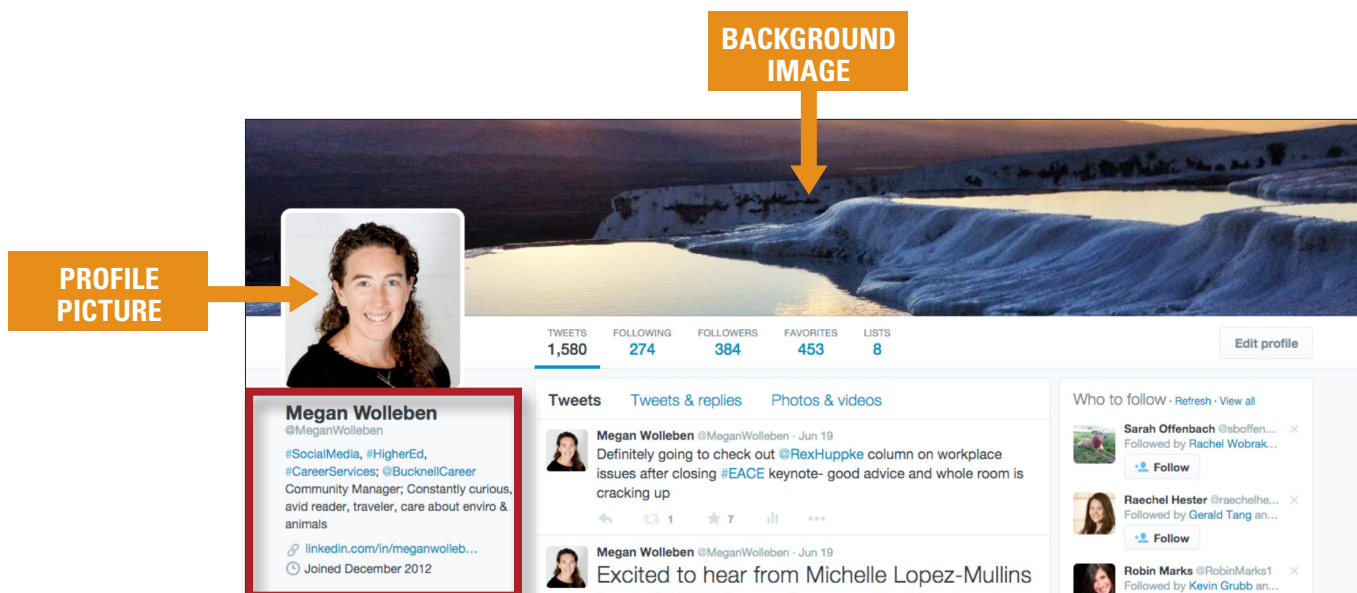 BACKGROUND
IMAGE
PROFILE
PICTURE
TWEETS FOLLOWING FOLLOWERS FAVORITES LISTS
1,580 274 384 453 8
Edit profile
Megan Wolleben
@MeganWolleben
#SocialMedia, #HigherEd,
#CareerServices; @BucknellCareer
Community Manager; Constantly curious,
avid reader, traveler, care about enviro &
animals
linkedin.com/in/meganwolleb...
Joined December 2012
Tweets Tweets & replies Photos & videos
Megan Wolleben @MeganWolleben · Jun 19
Definitely going to check out @RexHuppke column on workplace
issues after closing #EACE keynote- good advice and whole room is
cracking up
1 7
Megan Wolleben @MeganWolleben · Jun 19
Excited to hear from Michelle Lopez-Mullins
Who to follow · Refresh · View all
Sarah Offenbach @sboffen...
Followed by Rachel Wobrak...
Follow
Raechel Hester @raechelhe...
Followed by Gerald Tang an...
Follow
Robin Marks @RobinMarks1
Followed by Kevin Grubb an...